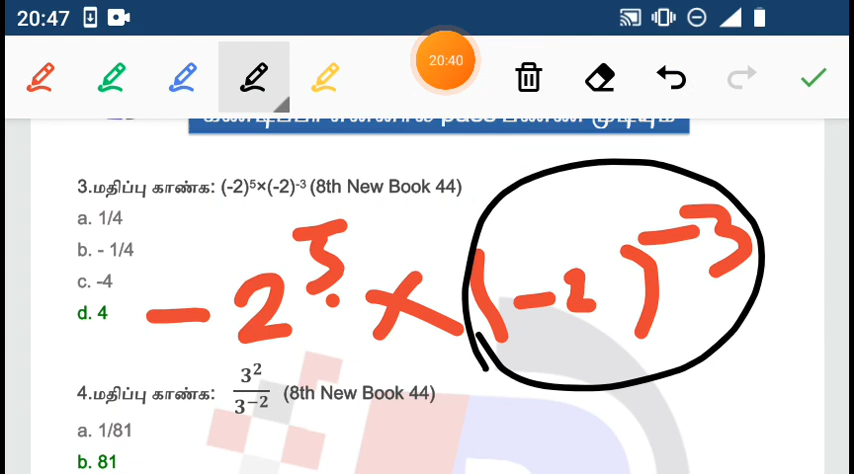 20:47
20:40
3.மதிப்பு காண்க: (-2)⁵×(-2)⁻³ (8th New Book 44)
a. 1/4
b. - 1/4
c. -4
d. 4
-2⁵ × (-2)⁻³
4.மதிப்பு காண்க: 3²/3⁻² (8th New Book 44)
a. 1/81
b. 81